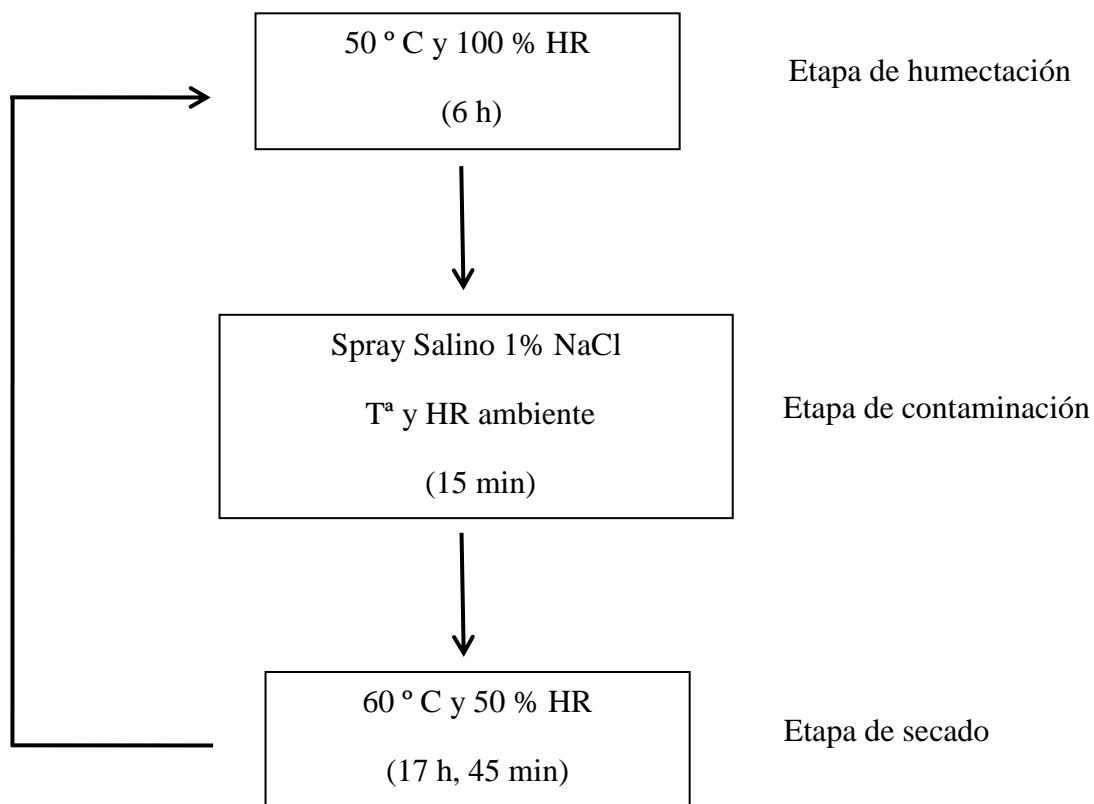 50 º C y 100 % HR
(6 h)
Etapa de humectación
Spray Salino 1% NaCl
Tª y HR ambiente
(15 min)
Etapa de contaminación
60 º C y 50 % HR
(17 h, 45 min)
Etapa de secado